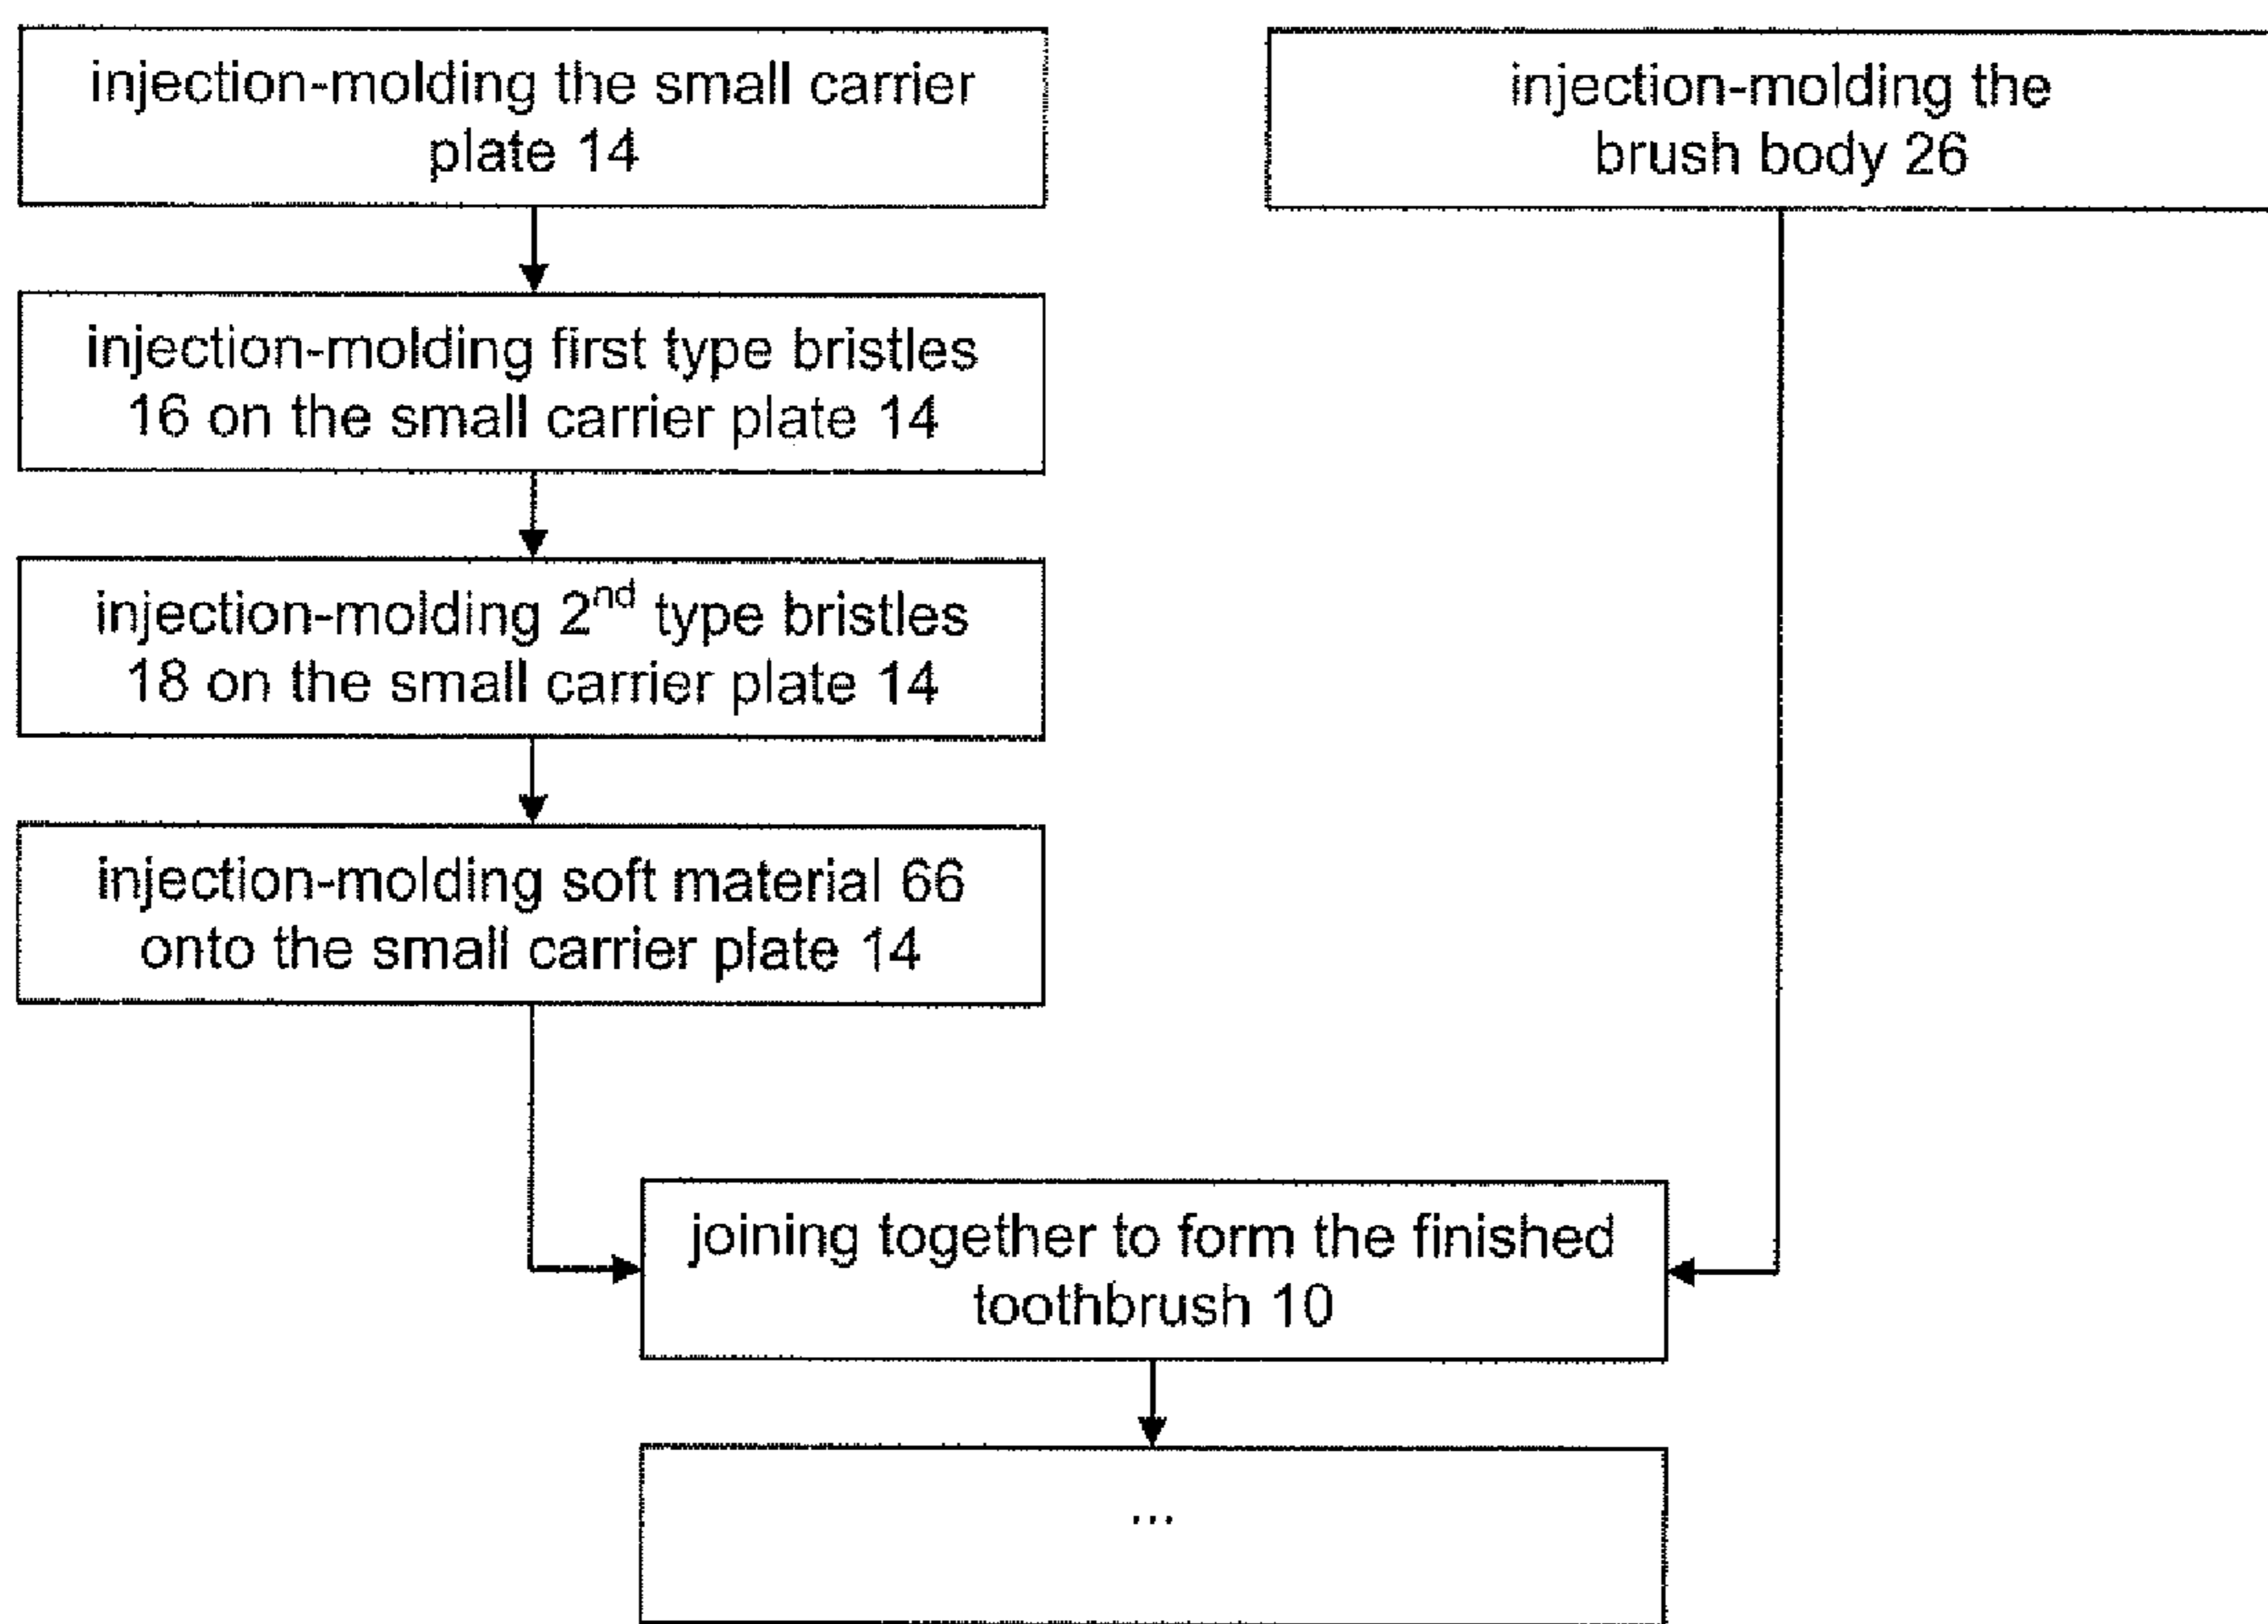 injection-molding the small carrier
plate 14
injection-molding the
brush body 26
injection-molding first type bristles
16 on the small carrier plate 14
injection-molding 2nd type bristles
18 on the small carrier plate 14
injection-molding soft material 66
onto the small carrier plate 14
joining together to form the finished
toothbrush 10
...